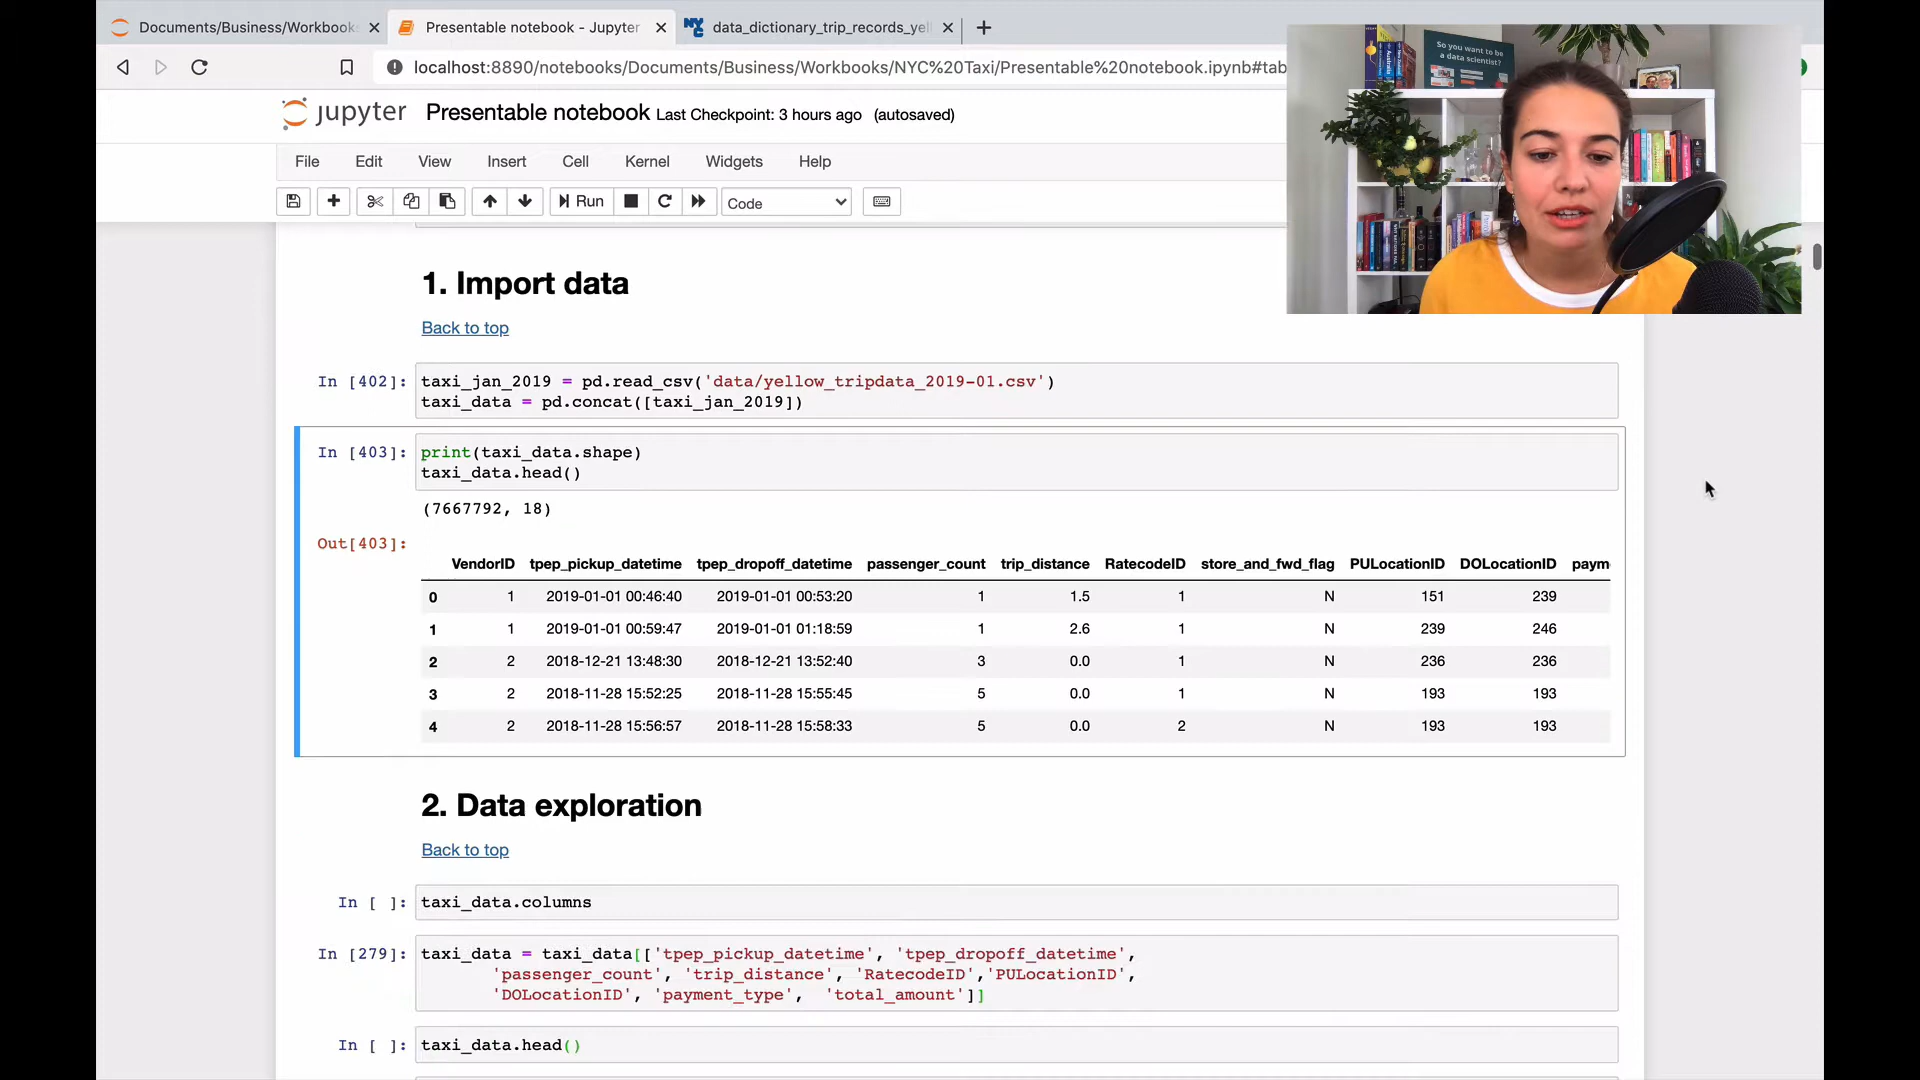 Documents/Business/Workbooks
Presentable notebook - Jupyter
NYC
data_dictionary_trip_records_yell
localhost:8890/notebooks/Documents/Business/Workbooks/NYC%20Taxi/Presentable%20notebook.ipynb#tab
So you want to be
a data scientist?
jupyter
Presentable notebook Last Checkpoint: 3 hours ago (autosaved)
File Edit View Insert Cell Kernel Widgets Help
Run
Code
1. Import data
Back to top
In [402]: taxi_jan_2019 = pd.read_csv('data/yellow_tripdata_2019-01.csv')
taxi_data = pd.concat([taxi_jan_2019])
In [403]: print(taxi_data.shape)
taxi_data.head()
(7667792, 18)
Out[403]:
VendorID tpep_pickup_datetime tpep_dropoff_datetime passenger_count trip_distance RatecodeID store_and_fwd_flag PULocationID DOLocationID paym
0 1 2019-01-01 00:46:40 2019-01-01 00:53:20 1 1.5 1 N 151 239
1 1 2019-01-01 00:59:47 2019-01-01 01:18:59 1 2.6 1 N 239 246
2 2 2018-12-21 13:48:30 2018-12-21 13:52:40 3 0.0 1 N 236 236
3 2 2018-11-28 15:52:25 2018-11-28 15:55:45 5 0.0 1 N 193 193
4 2 2018-11-28 15:56:57 2018-11-28 15:58:33 5 0.0 2 N 193 193
2. Data exploration
Back to top
In [ ]: taxi_data.columns
In [279]: taxi_data = taxi_data[['tpep_pickup_datetime', 'tpep_dropoff_datetime',
'passenger_count', 'trip_distance', 'RatecodeID','PULocationID',
'DOLocationID', 'payment_type', 'total_amount']]
In [ ]: taxi_data.head()